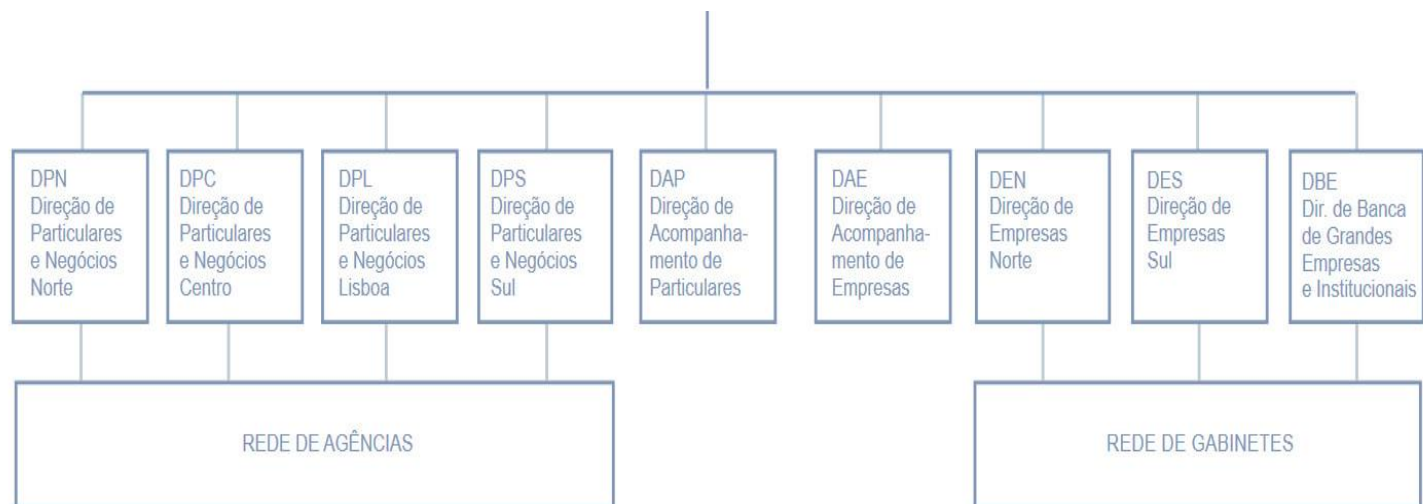 DPN
Direção de
Particulares
e Negócios
Norte
DPC
Direção de
Particulares
e Negócios
Centro
DPL
Direção de
Particulares
e Negócios
Lisboa
DPS
Direção de
Particulares
e Negócios
Sul
DAP
Direção de
Acompanha-
mento de
Particulares
DAE
Direção de
Acompanha-
mento de
Empresas
DEN
Direção de
Empresas
Norte
DES
Direção de
Empresas
Sul
DBE
Dir. de Banca
de Grandes
Empresas
e Institucionais
REDE DE AGÊNCIAS
REDE DE GABINETES